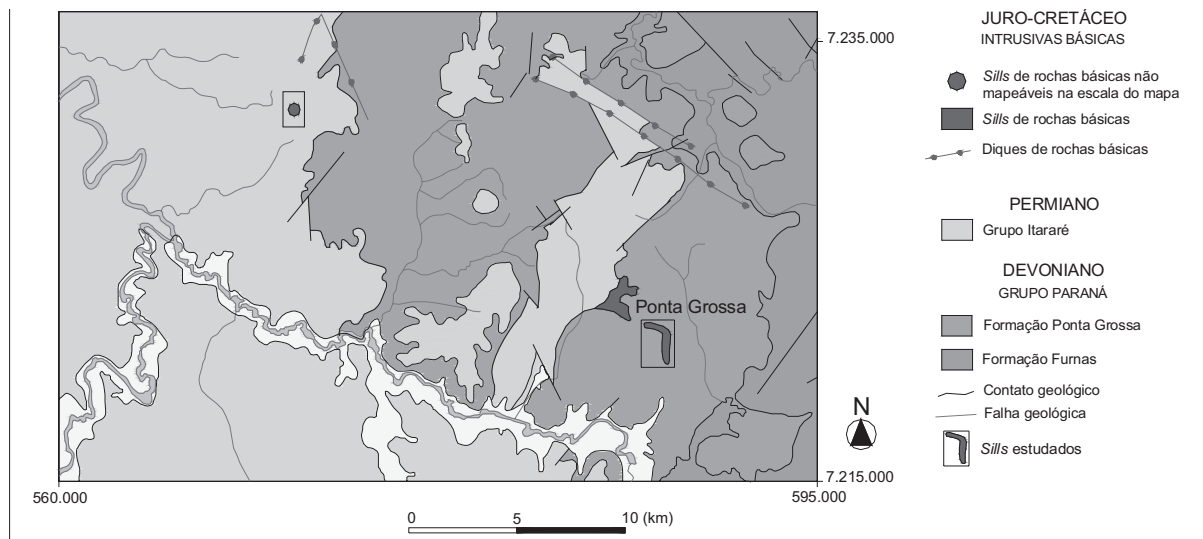 7.235.000
Ponta Grossa
N
7.215.000
560.000
595.000
0 5 10 (km)
JURO-CRETÁCEO
INTRUSIVAS BÁSICAS
Sills de rochas básicas não
mapeáveis na escala do mapa
Sills de rochas básicas
Diques de rochas básicas
PERMIANO
Grupo Itararé
DEVONIANO
GRUPO PARANÁ
Formação Ponta Grossa
Formação Furnas
Contato geológico
Falha geológica
Sills estudados